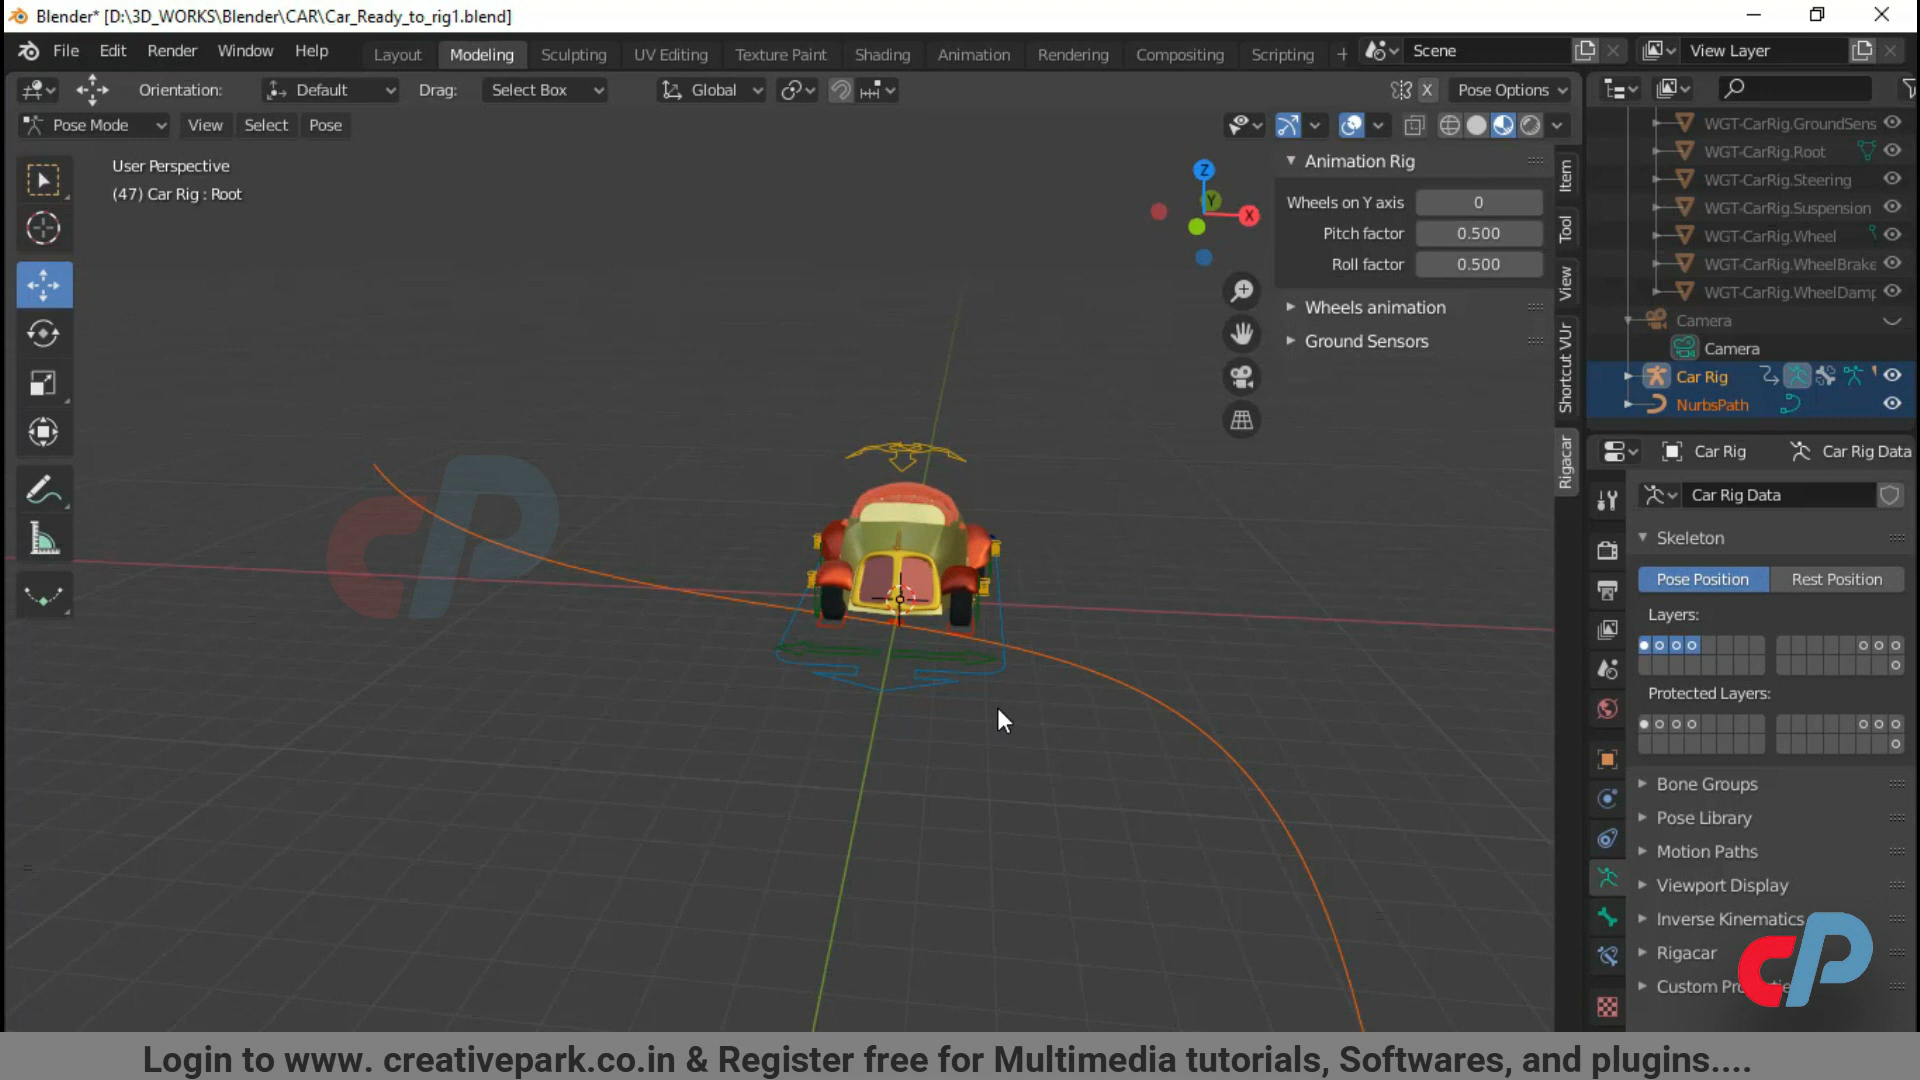 Blender* [D:\3D_WORKS\Blender\CAR\Car_Ready_to_rig1.blend]
File Edit Render Window Help Layout Modeling Sculpting UV Editing Texture Paint Shading Animation Rendering Compositing Scripting + Scene View Layer
Orientation: Default Drag: Select Box Global X Pose Options
Pose Mode View Select Pose
User Perspective
(47) Car Rig : Root
Z
Y
X
Animation Rig
Wheels on Y axis 0
Pitch factor 0.500
Roll factor 0.500
Wheels animation
Ground Sensors
Item
Tool
View
Shortcut VUr
Rigacar
WGT-CarRig.GroundSens
WGT-CarRig.Root
WGT-CarRig.Steering
WGT-CarRig.Suspension
WGT-CarRig.Wheel
WGT-CarRig.WheelBrake
WGT-CarRig.WheelDamp
Camera
Camera
Car Rig
NurbsPath
Car Rig Car Rig Data
Car Rig Data
Skeleton
Pose Position Rest Position
Layers:
Protected Layers:
Bone Groups
Pose Library
Motion Paths
Viewport Display
Inverse Kinematics
Rigacar
Custom Pr
CP
CP
Login to www. creativepark.co.in & Register free for Multimedia tutorials, Softwares, and plugins....